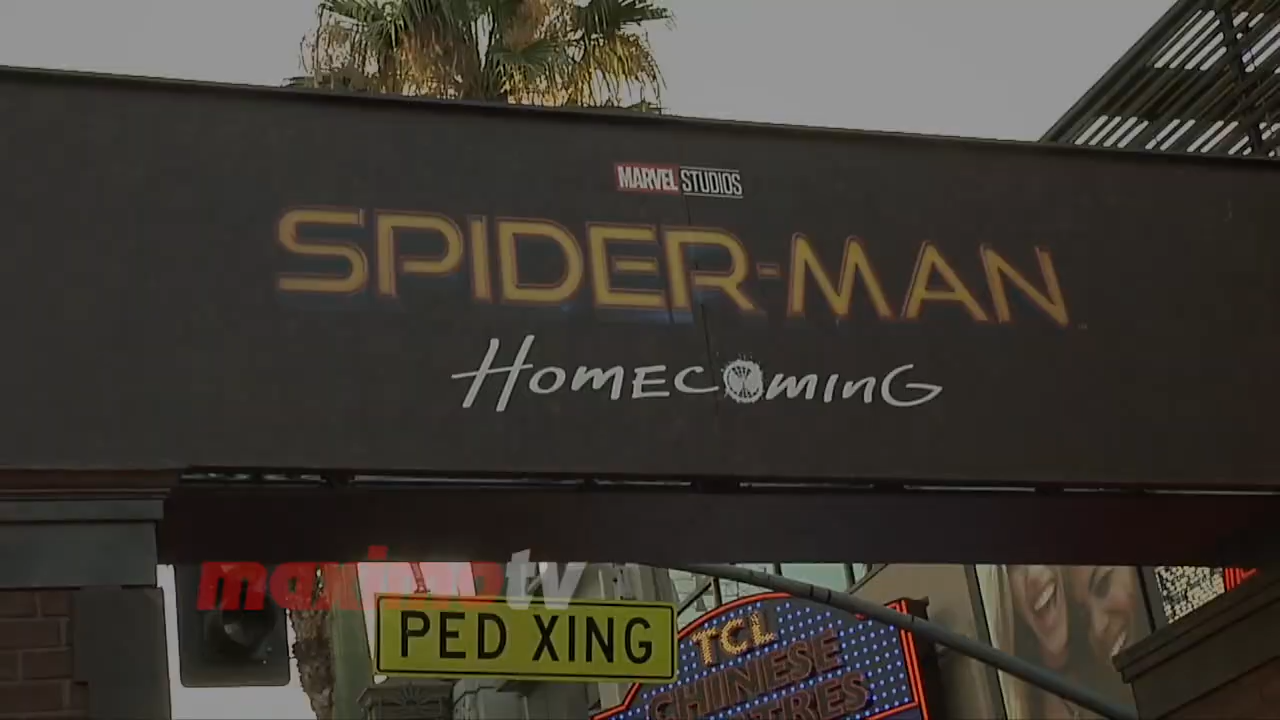 MARVEL STUDIOS
SPIDER-MAN
HOMECOMING
maximotv
PED XING
TCL
CHINESE
THEATRES